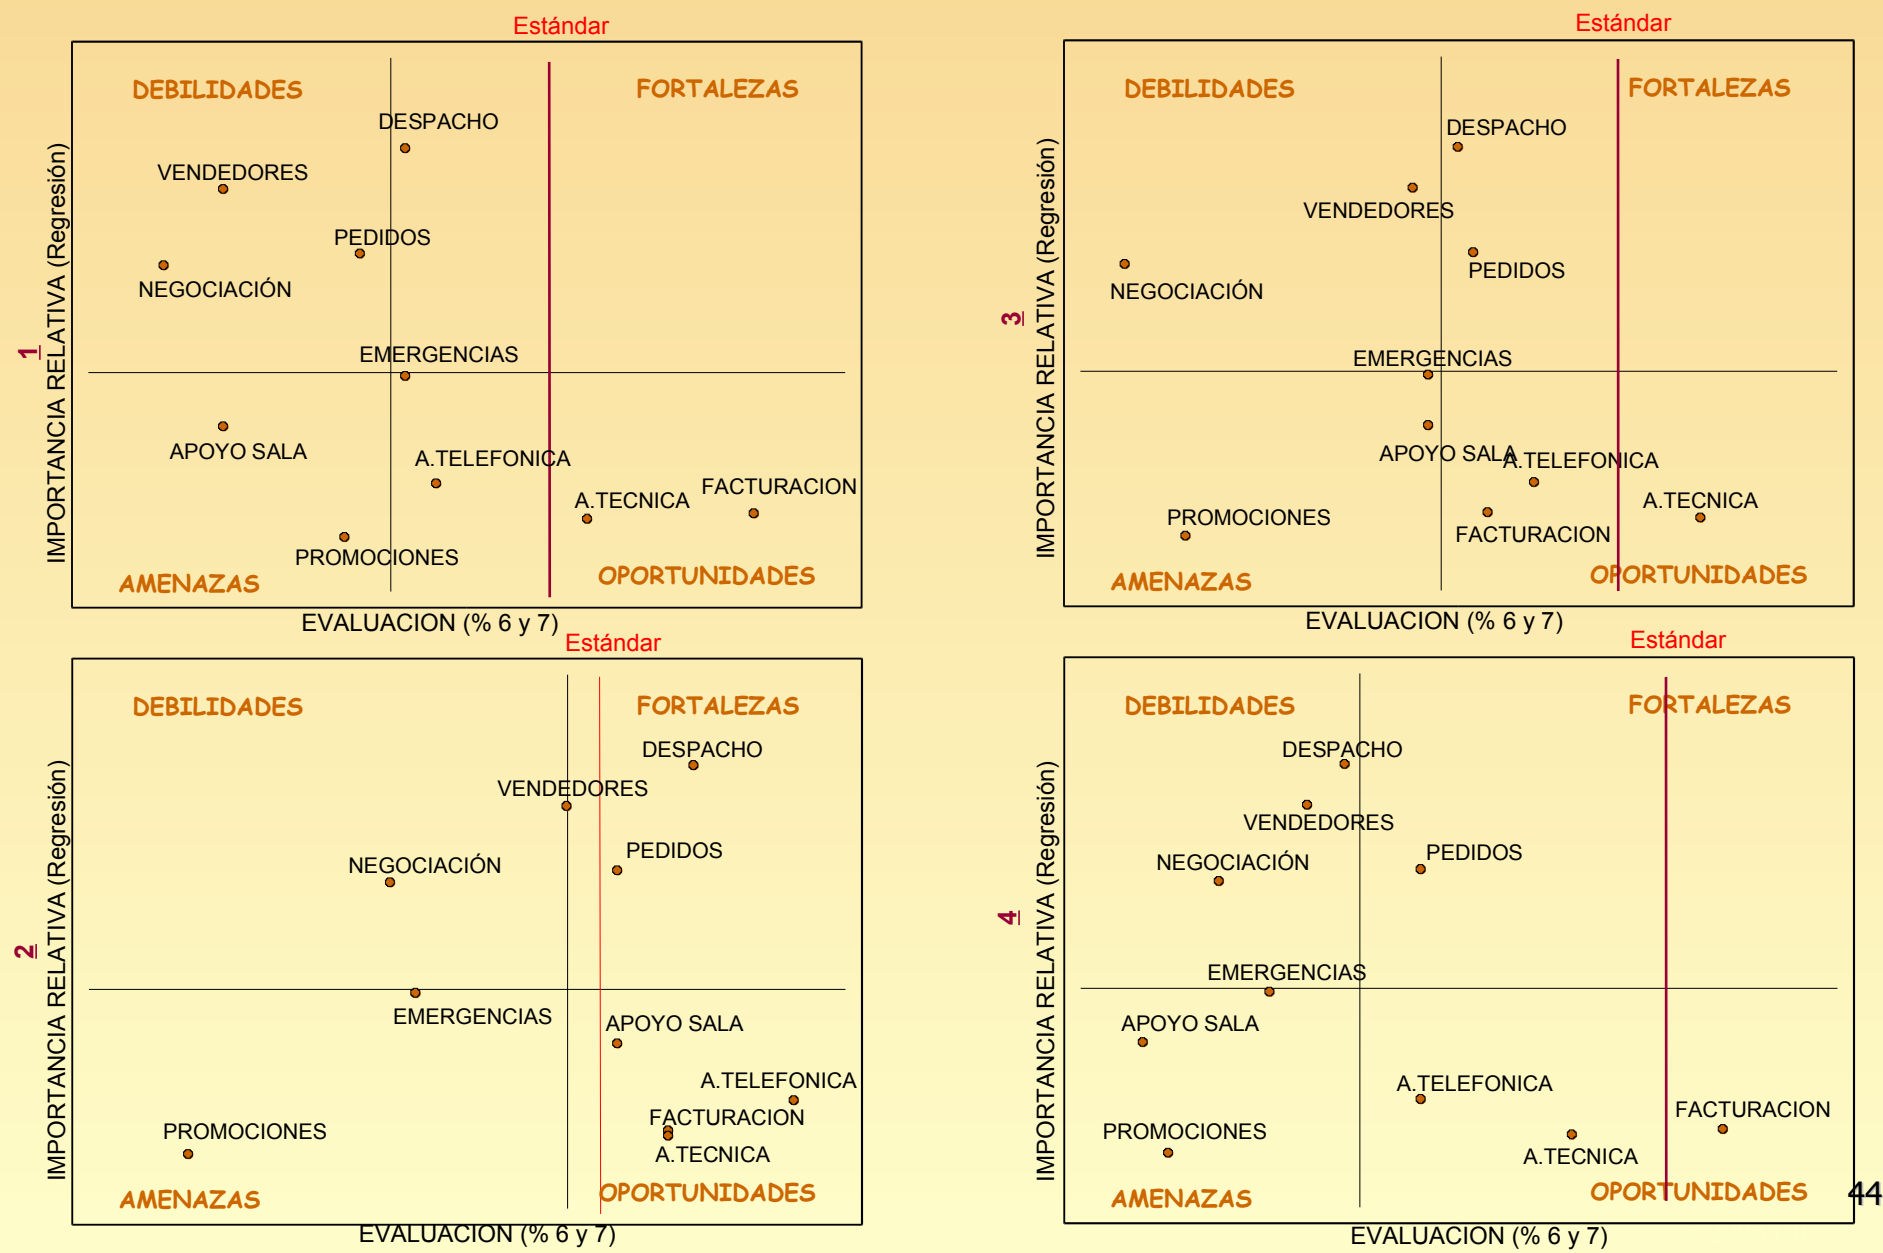 Estándar
DEBILIDADES
FORTALEZAS
DESPACHO
VENDEDORES
PEDIDOS
NEGOCIACIÓN
EMERGENCIAS
APOYO SALA
A.TELEFONICA
FACTURACION
A.TECNICA
PROMOCIONES
AMENAZAS
OPORTUNIDADES
1
IMPORTANCIA RELATIVA (Regresión)
EVALUACION (% 6 y 7)
Estándar
DEBILIDADES
FORTALEZAS
DESPACHO
VENDEDORES
PEDIDOS
NEGOCIACIÓN
EMERGENCIAS
APOYO SALA
A.TELEFONICA
A.TECNICA
PROMOCIONES
FACTURACION
AMENAZAS
OPORTUNIDADES
3
IMPORTANCIA RELATIVA (Regresión)
EVALUACION (% 6 y 7)
Estándar
DEBILIDADES
FORTALEZAS
DESPACHO
VENDEDORES
PEDIDOS
NEGOCIACIÓN
EMERGENCIAS
APOYO SALA
A.TELEFONICA
FACTURACION
PROMOCIONES
A.TECNICA
AMENAZAS
OPORTUNIDADES
2
IMPORTANCIA RELATIVA (Regresión)
EVALUACION (% 6 y 7)
Estándar
DEBILIDADES
FORTALEZAS
DESPACHO
VENDEDORES
PEDIDOS
NEGOCIACIÓN
EMERGENCIAS
APOYO SALA
A.TELEFONICA
FACTURACION
PROMOCIONES
A.TECNICA
AMENAZAS
OPORTUNIDADES
4
IMPORTANCIA RELATIVA (Regresión)
EVALUACION (% 6 y 7)
44